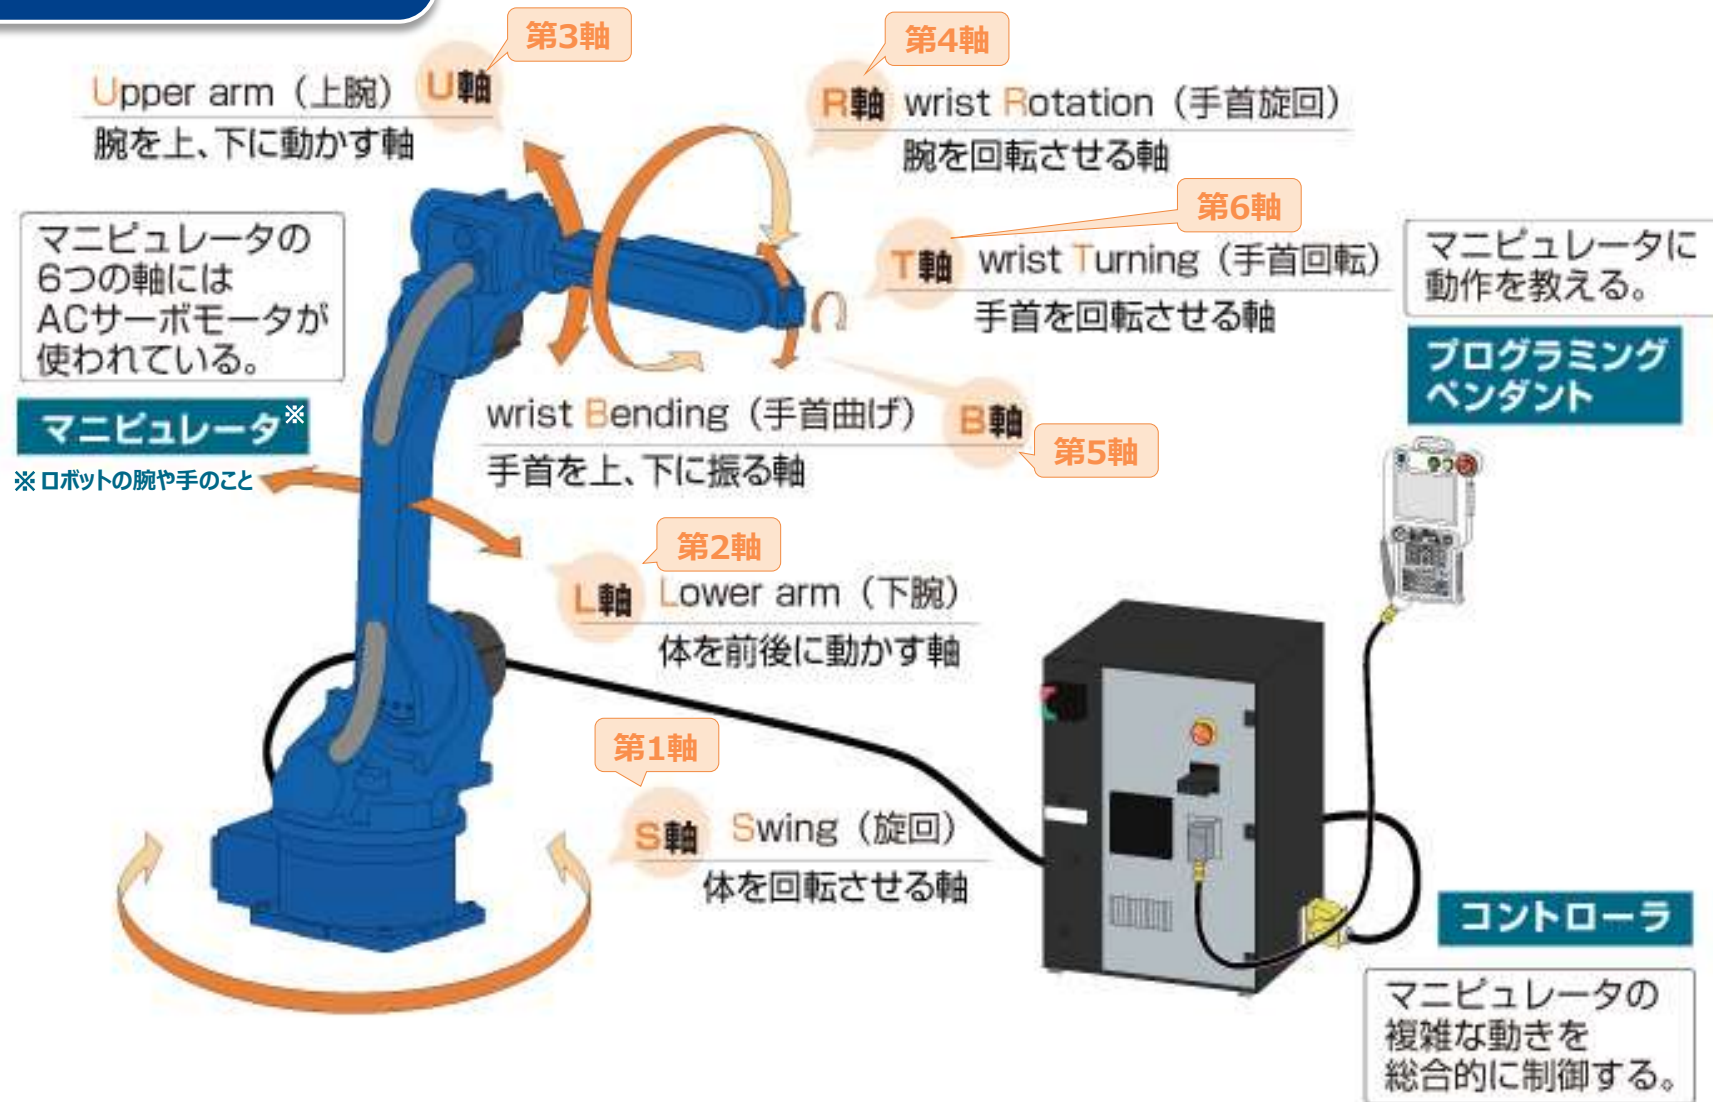 第3軸
Upper arm（上腕） U軸
腕を上、下に動かす軸
第4軸
R軸 wrist Rotation（手首旋回）
腕を回転させる軸
第6軸
T軸 wrist Turning（手首回転）
手首を回転させる軸
マニピュレータの
6つの軸には
ACサーボモータが
使われている。
マニピュレータ※
※ロボットの腕や手のこと
マニピュレータに
動作を教える。
プログラミング
ペンダント
wrist Bending（手首曲げ） B軸
手首を上、下に振る軸
第5軸
第2軸
L軸 Lower arm（下腕）
体を前後に動かす軸
第1軸
S軸 Swing（旋回）
体を回転させる軸
コントローラ
マニピュレータの
複雑な動きを
総合的に制御する。